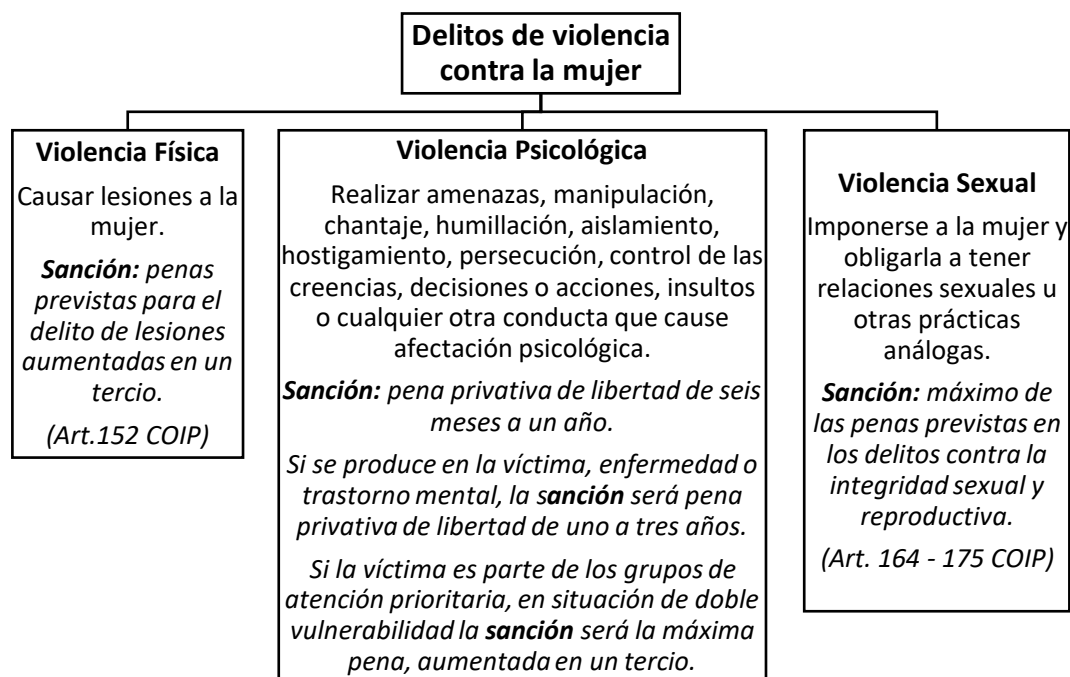 Delitos de violencia
contra la mujer
Violencia Física
Causar lesiones a la
mujer.
Sanción: penas
previstas para el
delito de lesiones
aumentadas en un
tercio.
(Art.152 COIP)
Violencia Psicológica
Realizar amenazas, manipulación,
chantaje, humillación, aislamiento,
hostigamiento, persecución, control de las
creencias, decisiones o acciones, insultos
o cualquier otra conducta que cause
afectación psicológica.
Sanción: pena privativa de libertad de seis
meses a un año.
Si se produce en la víctima, enfermedad o
trastorno mental, la sanción será pena
privativa de libertad de uno a tres años.
Si la víctima es parte de los grupos de
atención prioritaria, en situación de doble
vulnerabilidad la sanción será la máxima
pena, aumentada en un tercio.
Violencia Sexual
Imponerse a la mujer y
obligarla a tener
relaciones sexuales u
otras prácticas
análogas.
Sanción: máximo de
las penas previstas en
los delitos contra la
integridad sexual y
reproductiva.
(Art. 164 - 175 COIP)